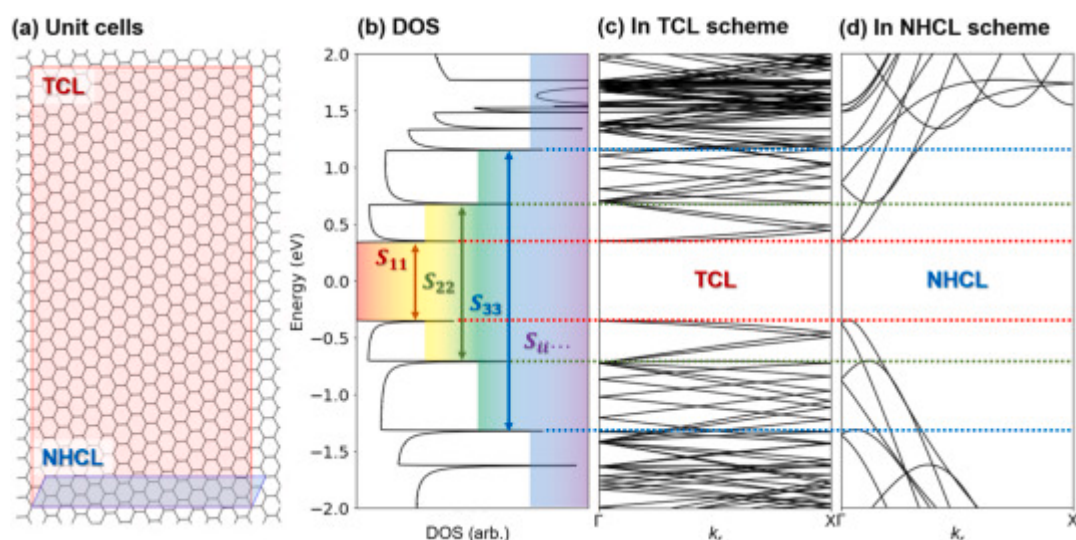 (a) Unit cells
(b) DOS
(c) In TCL scheme
(d) In NHCL scheme
TCL
NHCL
Energy (eV)
2.0
1.5
1.0
0.5
0.0
−0.5
−1.0
−1.5
−2.0
S11
S22
S33
Sii...
DOS (arb.)
TCL
Γ
X
NHCL
Γ
X